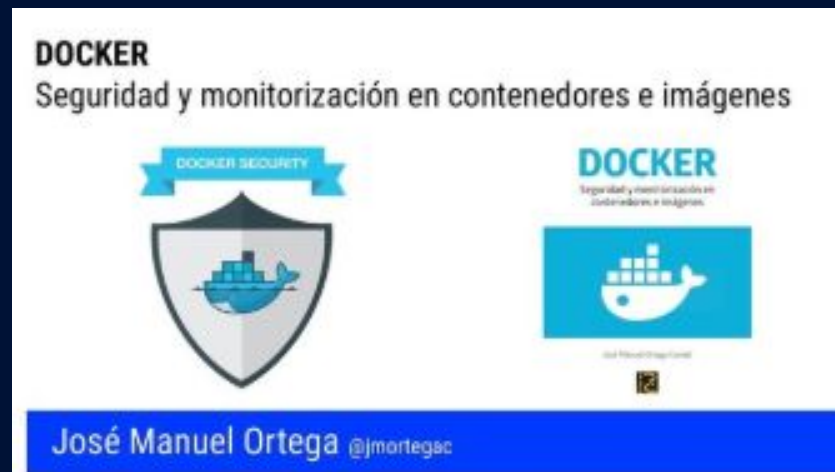 DOCKER
Seguridad y monitorización en contenedores e imágenes
DOCKER SECURITY
DOCKER
Seguridad y monitorización en
contenedores e imágenes
José Manuel Ortega @jmortegac